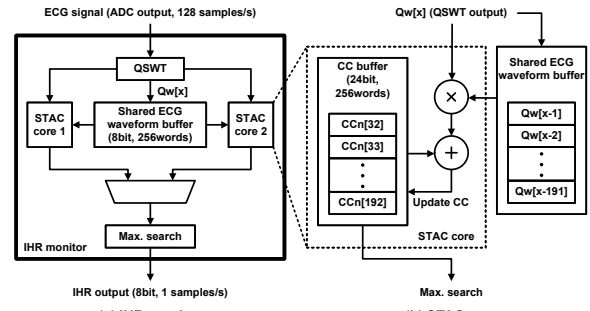 ECG signal (ADC output, 128 samples/s)
QSWT
Qw[x]
STAC
core 1
Shared ECG
waveform buffer
(8bit, 256words)
STAC
core 2
Max. search
IHR monitor
IHR output (8bit, 1 samples/s)
Qw[x] (QSWT output)
CC buffer
(24bit,
256words)
CCn[32]
CCn[33]
CCn[192]
×
+
Update CC
STAC core
Max. search
Shared ECG
waveform buffer
Qw[x-1]
Qw[x-2]
Qw[x-191]